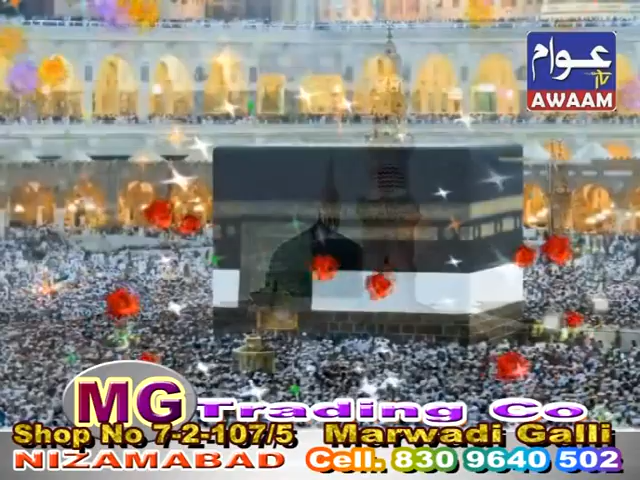 عوام
TV
AWAAM
MG Trading Co
Shop No 7-2-107/5 Marwadi Galli
NIZAMABAD Cell. 830 9640 502